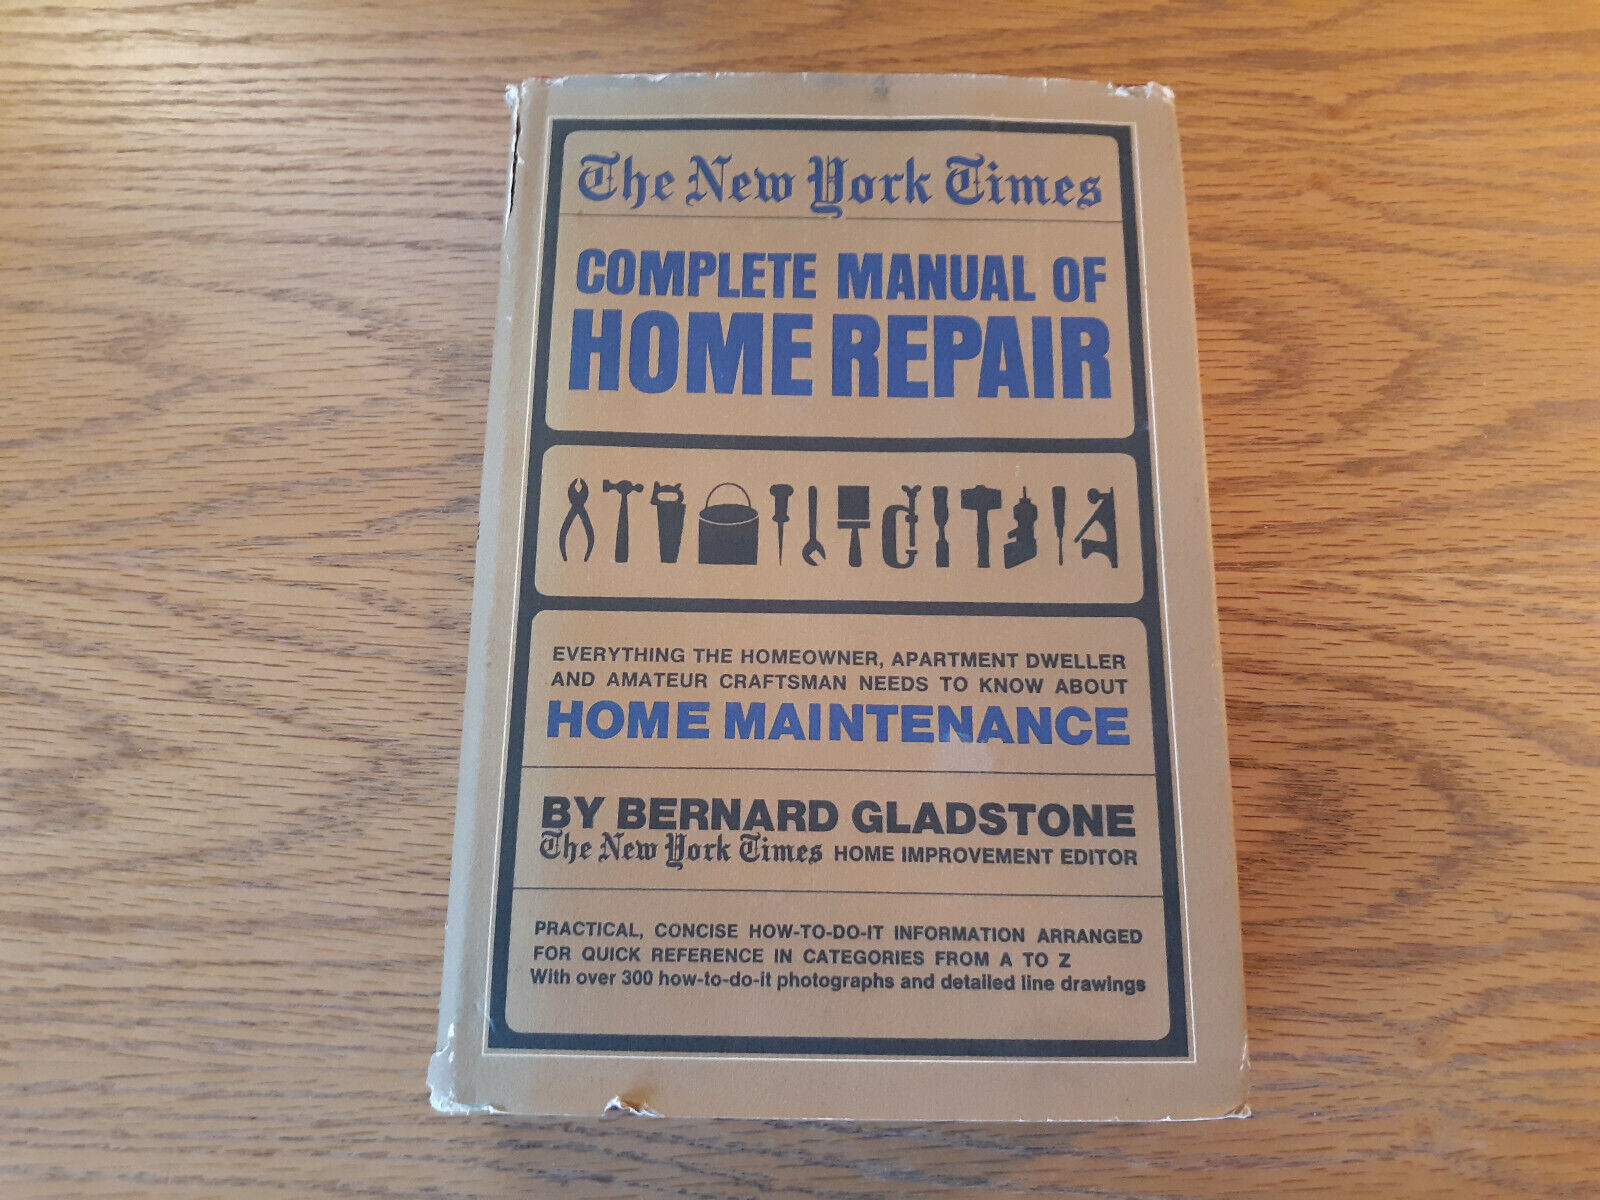 The New York Times
COMPLETE MANUAL OF
HOME REPAIR
EVERYTHING THE HOMEOWNER, APARTMENT DWELLER
AND AMATEUR CRAFTSMAN NEEDS TO KNOW ABOUT
HOME MAINTENANCE
BY BERNARD GLADSTONE
The New York Times HOME IMPROVEMENT EDITOR
PRACTICAL, CONCISE HOW-TO-DO-IT INFORMATION ARRANGED
FOR QUICK REFERENCE IN CATEGORIES FROM A TO Z
With over 300 how-to-do-it photographs and detailed line drawings